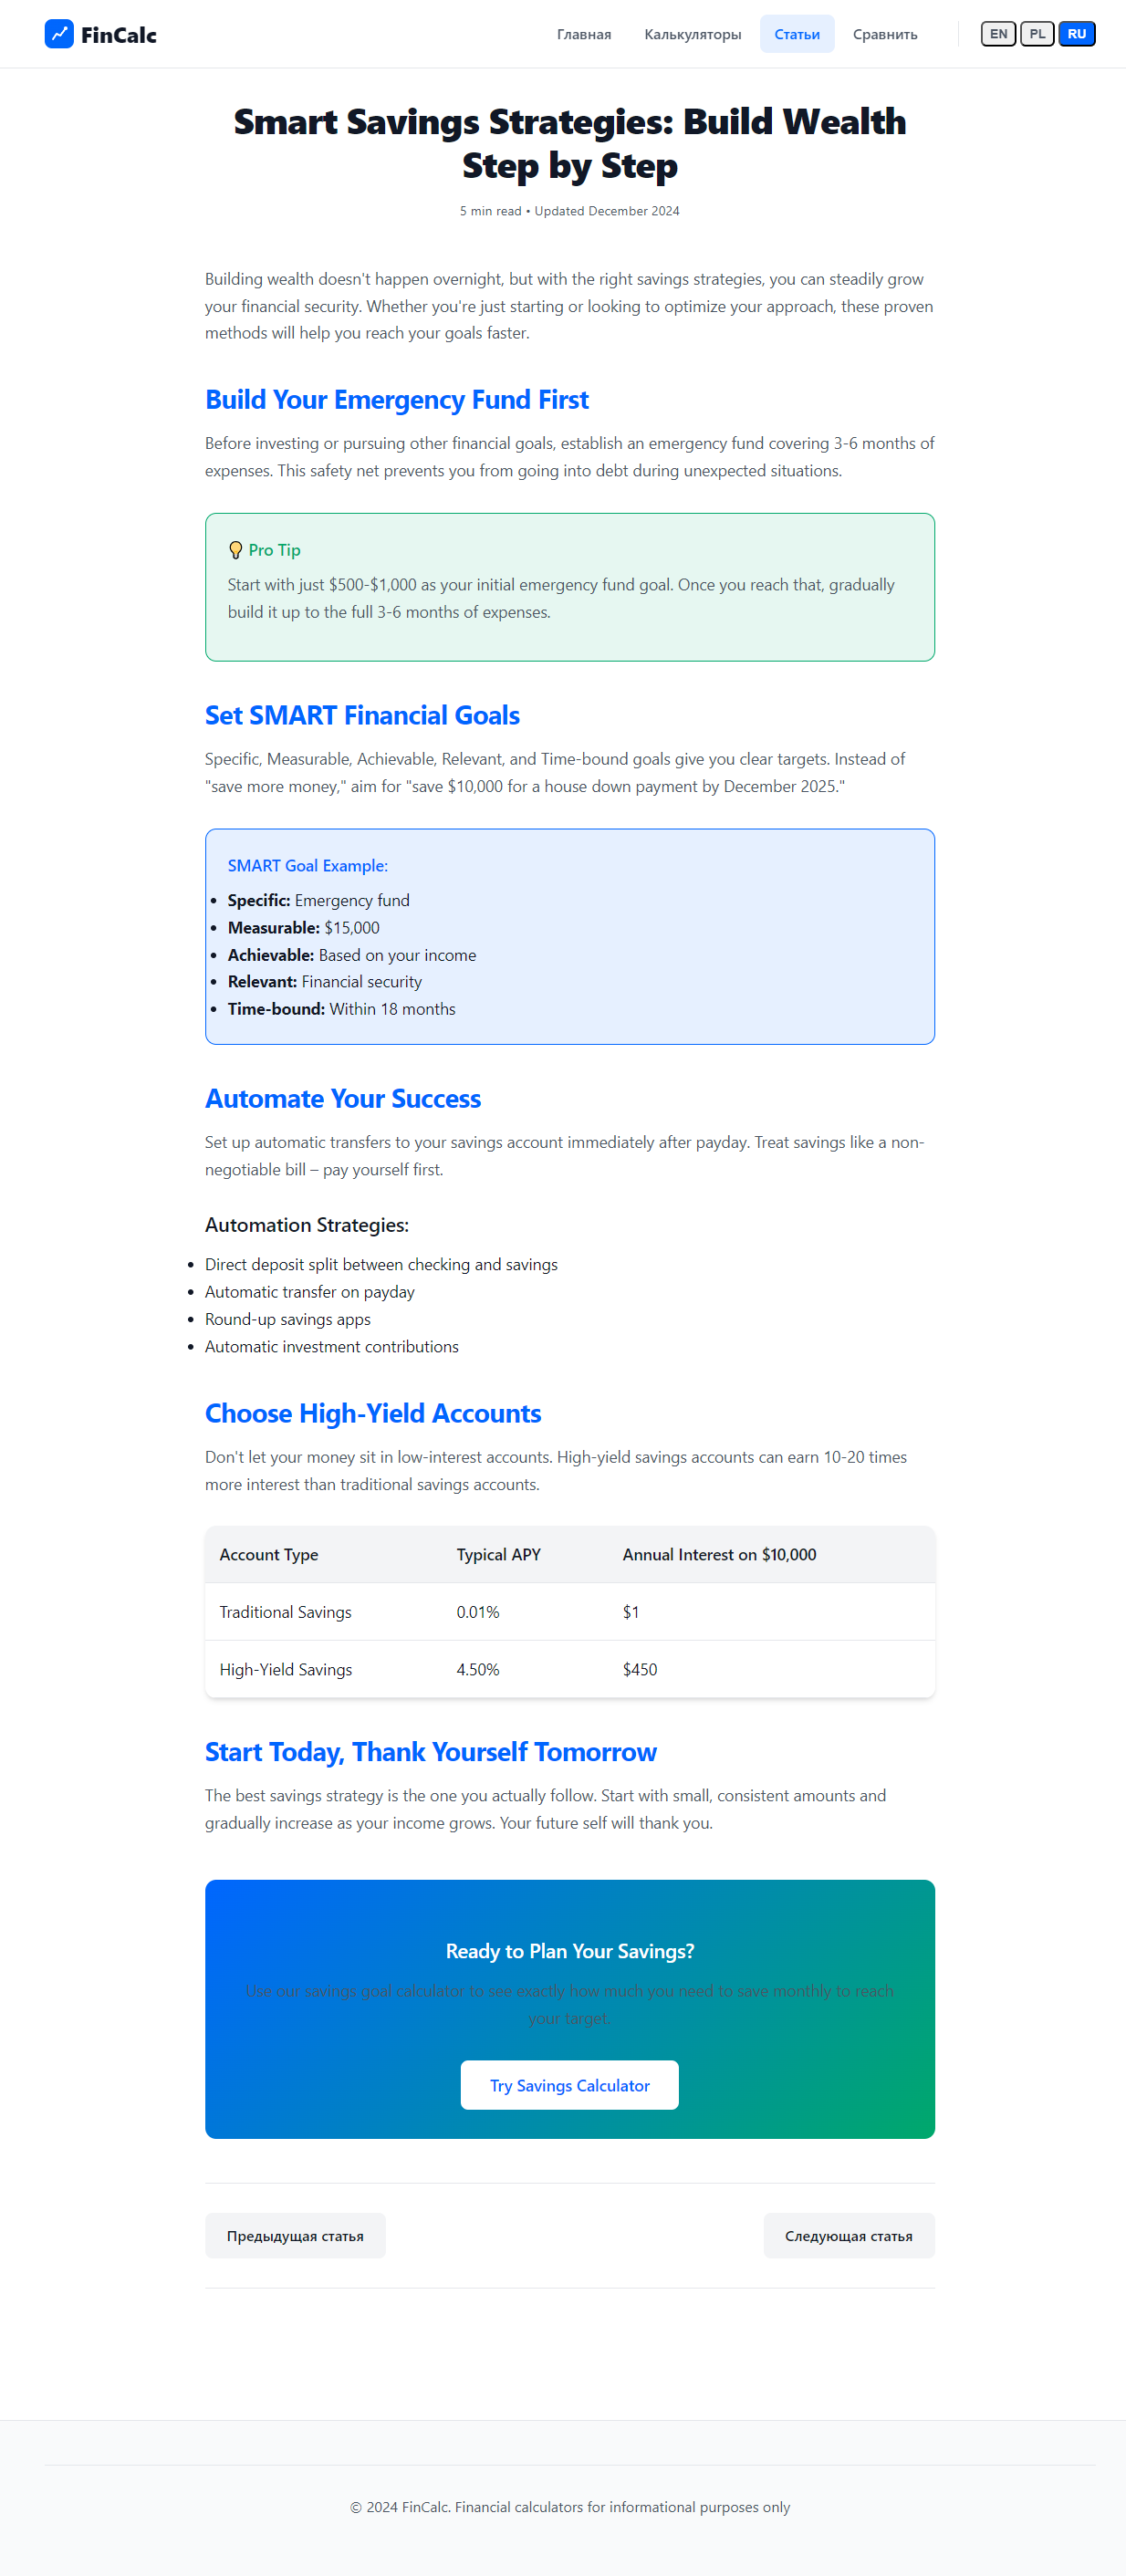 FinCalc
Главная
Калькуляторы
Статьи
Сравнить
EN
PL
RU
Smart Savings Strategies: Build Wealth
Step by Step
5 min read • Updated December 2024
Building wealth doesn't happen overnight, but with the right savings strategies, you can steadily grow
your financial security. Whether you're just starting or looking to optimize your approach, these proven
methods will help you reach your goals faster.
Build Your Emergency Fund First
Before investing or pursuing other financial goals, establish an emergency fund covering 3-6 months of
expenses. This safety net prevents you from going into debt during unexpected situations.
💡 Pro Tip
Start with just $500-$1,000 as your initial emergency fund goal. Once you reach that, gradually
build it up to the full 3-6 months of expenses.
Set SMART Financial Goals
Specific, Measurable, Achievable, Relevant, and Time-bound goals give you clear targets. Instead of
"save more money," aim for "save $10,000 for a house down payment by December 2025."
SMART Goal Example:
• Specific: Emergency fund
• Measurable: $15,000
• Achievable: Based on your income
• Relevant: Financial security
• Time-bound: Within 18 months
Automate Your Success
Set up automatic transfers to your savings account immediately after payday. Treat savings like a non-
negotiable bill – pay yourself first.
Automation Strategies:
• Direct deposit split between checking and savings
• Automatic transfer on payday
• Round-up savings apps
• Automatic investment contributions
Choose High-Yield Accounts
Don't let your money sit in low-interest accounts. High-yield savings accounts can earn 10-20 times
more interest than traditional savings accounts.
Account Type Typical APY Annual Interest on $10,000
Traditional Savings 0.01% $1
High-Yield Savings 4.50% $450
Start Today, Thank Yourself Tomorrow
The best savings strategy is the one you actually follow. Start with small, consistent amounts and
gradually increase as your income grows. Your future self will thank you.
Ready to Plan Your Savings?
Use our savings goal calculator to see exactly how much you need to save monthly to reach
your target.
Try Savings Calculator
Предыдущая статья
Следующая статья
© 2024 FinCalc. Financial calculators for informational purposes only